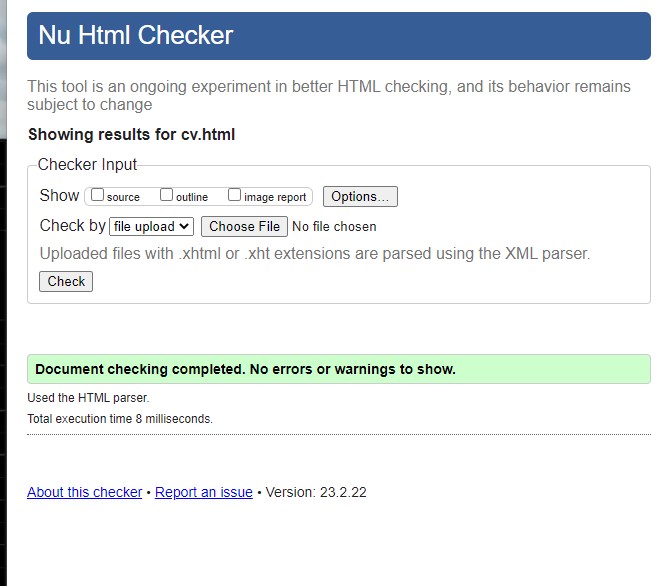 Nu Html Checker
This tool is an ongoing experiment in better HTML checking, and its behavior remains
subject to change
Showing results for cv.html
Checker Input
Show source outline image report Options...
Check by file upload Choose File No file chosen
Uploaded files with .xhtml or .xht extensions are parsed using the XML parser.
Check
Document checking completed. No errors or warnings to show.
Used the HTML parser.
Total execution time 8 milliseconds.
About this checker • Report an issue • Version: 23.2.22